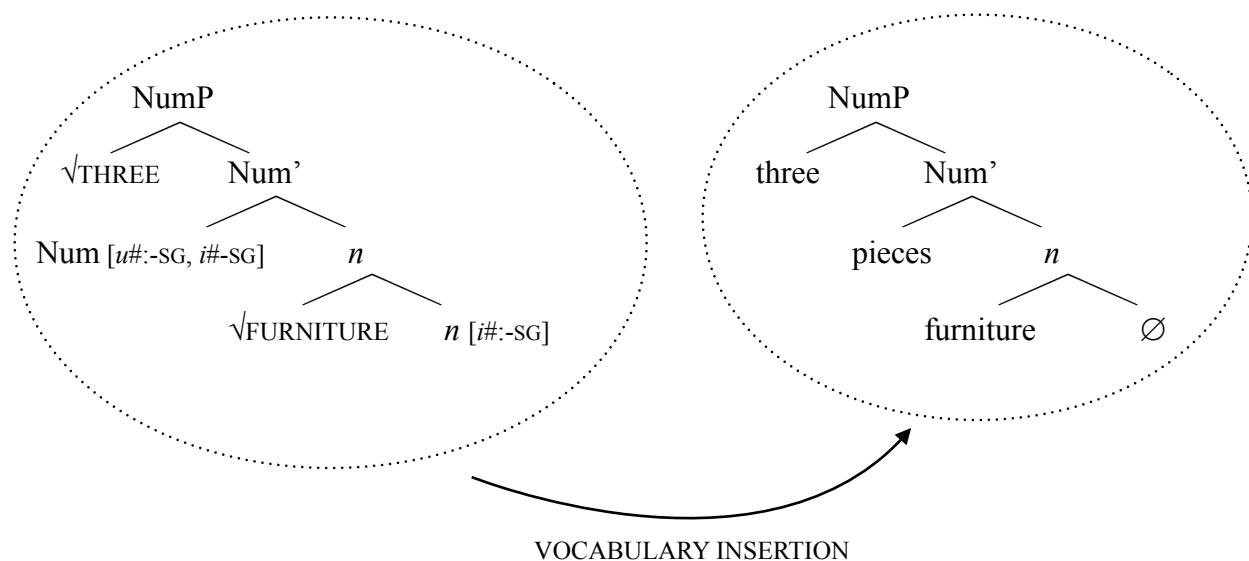 NumP
√THREE Num’
Num [u#:-SG, i#-SG] n
√FURNITURE n [i#:-SG]
NumP
three Num’
pieces n
furniture ∅
VOCABULARY INSERTION